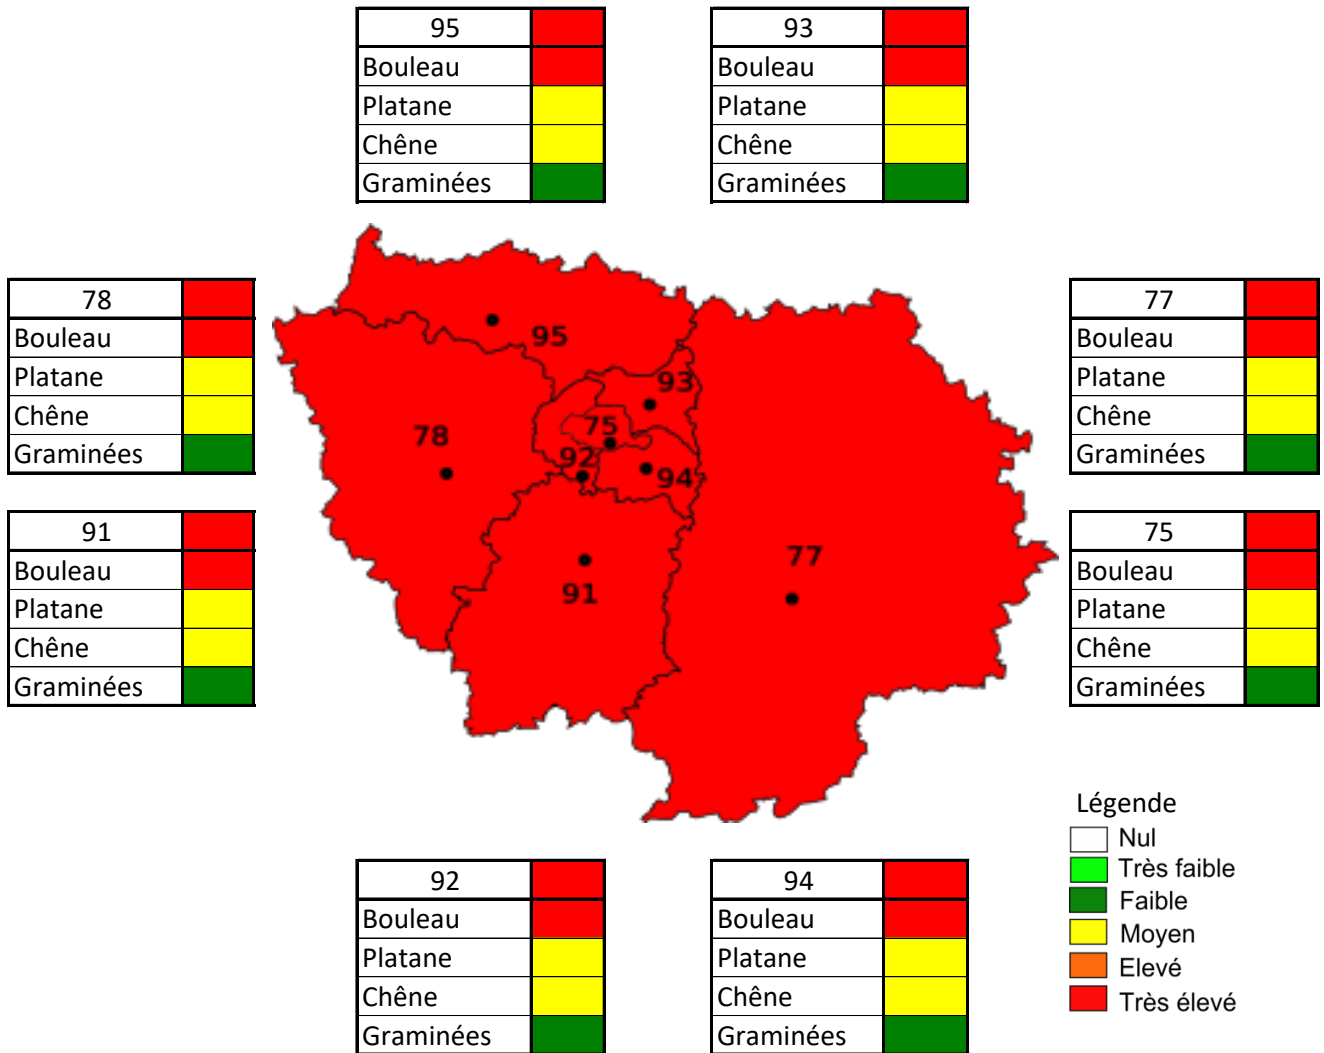 95
Bouleau
Platane
Chêne
Graminées
93
Bouleau
Platane
Chêne
Graminées
78
Bouleau
Platane
Chêne
Graminées
91
Bouleau
Platane
Chêne
Graminées
95
93
75
78
92
94
77
91
77
Bouleau
Platane
Chêne
Graminées
75
Bouleau
Platane
Chêne
Graminées
92
Bouleau
Platane
Chêne
Graminées
94
Bouleau
Platane
Chêne
Graminées
Légende
Nul
Très faible
Faible
Moyen
Elevé
Très élevé